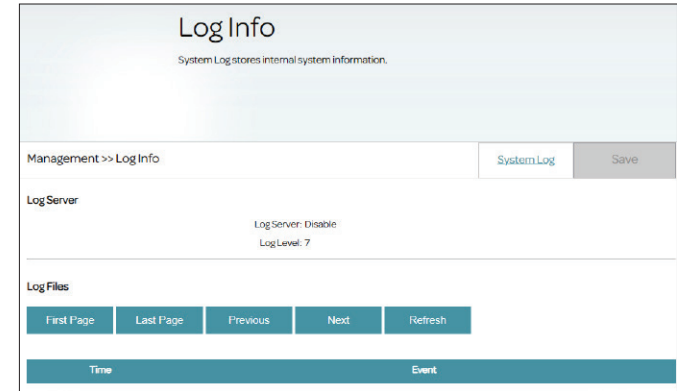 Log Info
System Log stores internal system information.
Management >> Log Info
System Log
Save
Log Server
Log Server: Disable
Log Level: 7
Log Files
First Page
Last Page
Previous
Next
Refresh
Time
Event